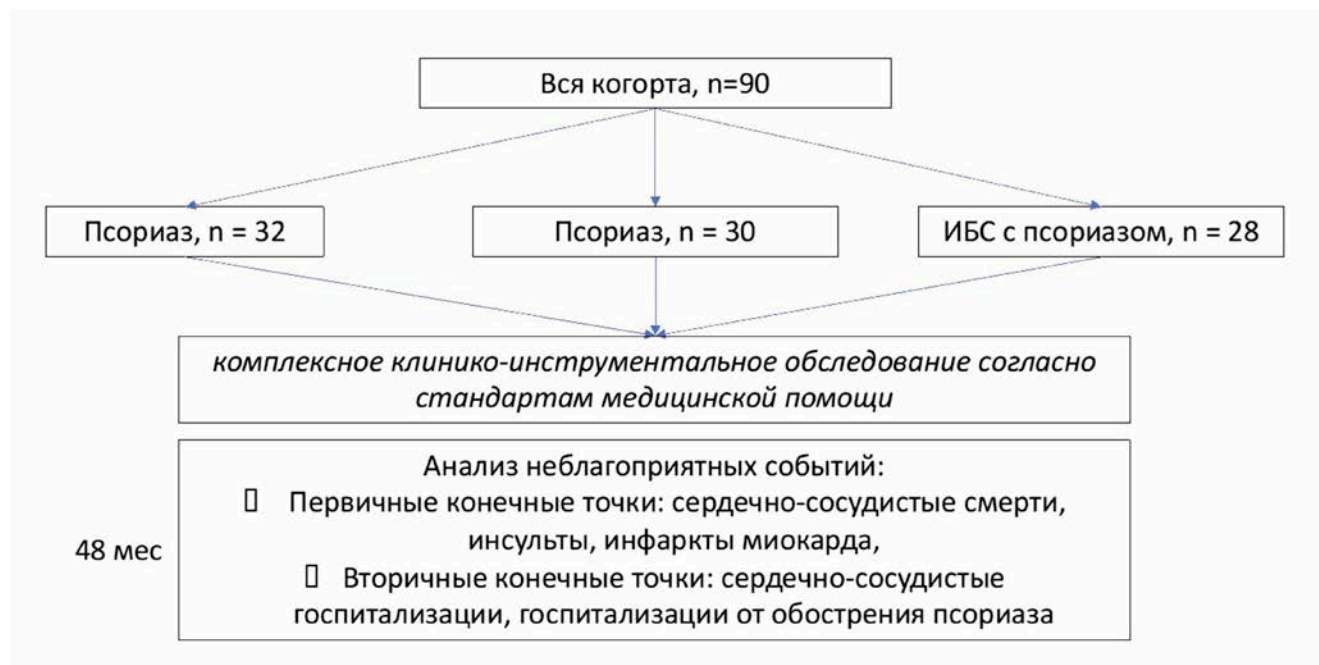 Вся когорта, n=90
Псориаз, n = 32
Псориаз, n = 30
ИБС с псориазом, n = 28
комплексное клинико-инструментальное обследование согласно
стандартам медицинской помощи
Анализ неблагоприятных событий:
▯ Первичные конечные точки: сердечно-сосудистые смерти,
инсульты, инфаркты миокарда,
48 мес
▯ Вторичные конечные точки: сердечно-сосудистые
госпитализации, госпитализации от обострения псориаза